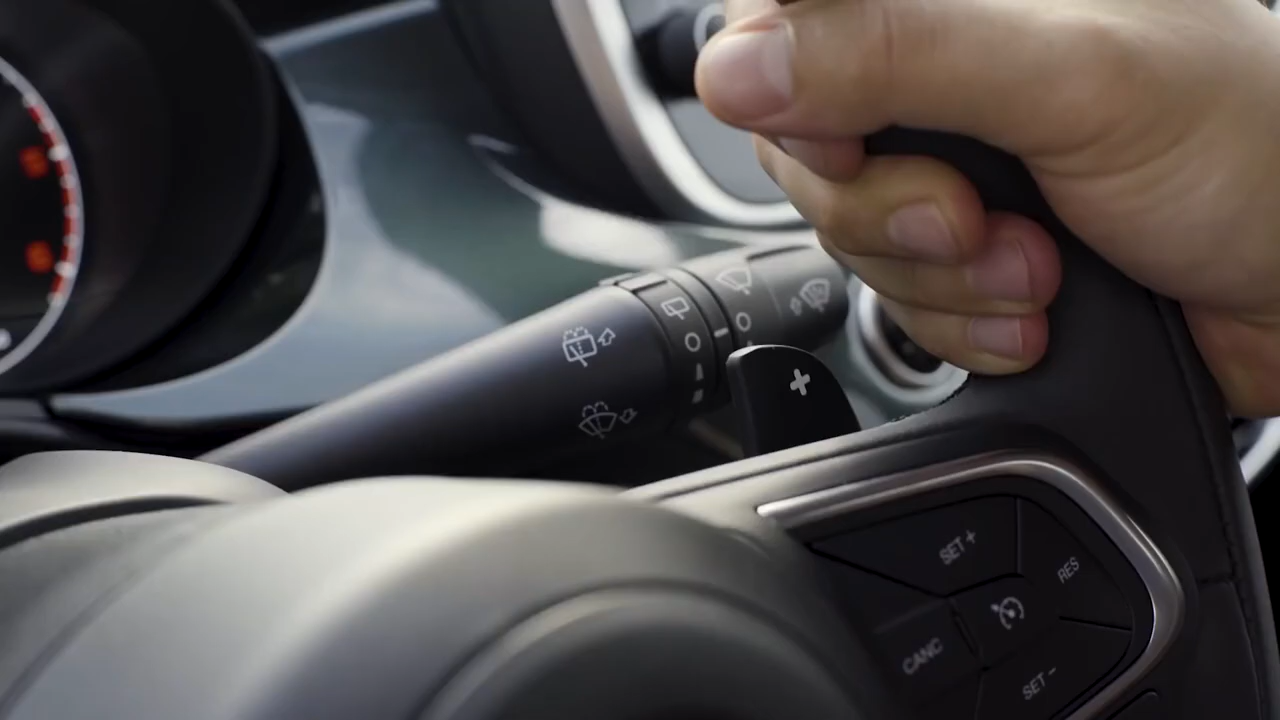 +
SET +
RES
CANC
SET -